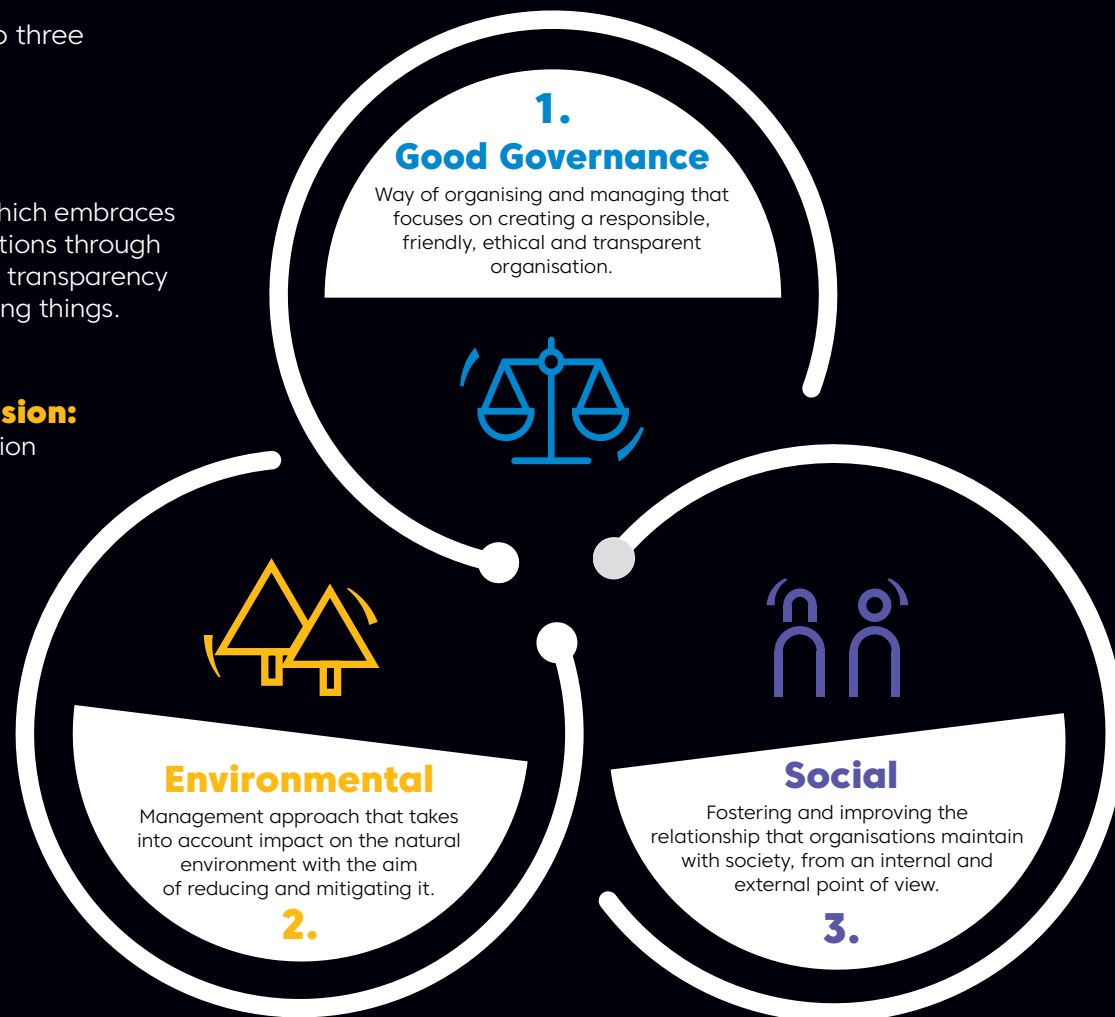 three
hich embraces
tions through
transparency
ng things.
sion:
ion
1.
Good Governance
Way of organising and managing that
focuses on creating a responsible,
friendly, ethical and transparent
organisation.
Environmental
Management approach that takes
into account impact on the natural
environment with the aim
of reducing and mitigating it.
2.
Social
Fostering and improving the
relationship that organisations maintain
with society, from an internal and
external point of view.
3.